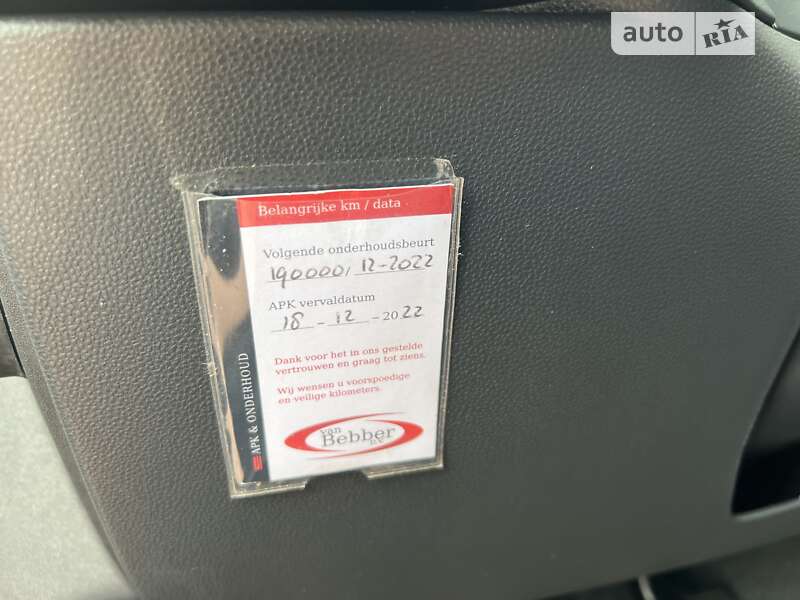 auto RIA
Belangrijke km / data
Volgende onderhoudsbeurt
190000, 12-2022
APK vervaldatum
18 - 12 - 2022
Dank voor het in ons gestelde
vertrouwen en graag tot ziens.
Wij wensen u voorspoedige
en veilige kilometers.
APK & ONDERHOUD
van
Bebber
B.V.